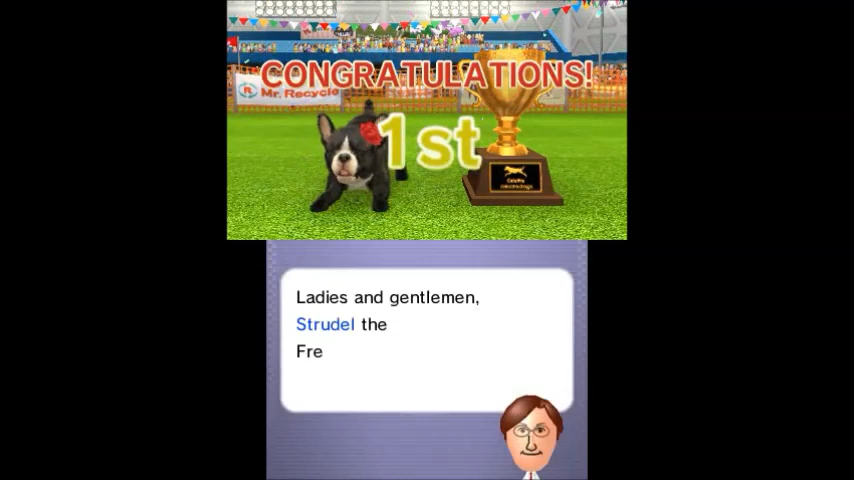 CONGRATULATIONS!
R Mr. Recycle
1st
Ladies and gentlemen,
Strudel the
Fre